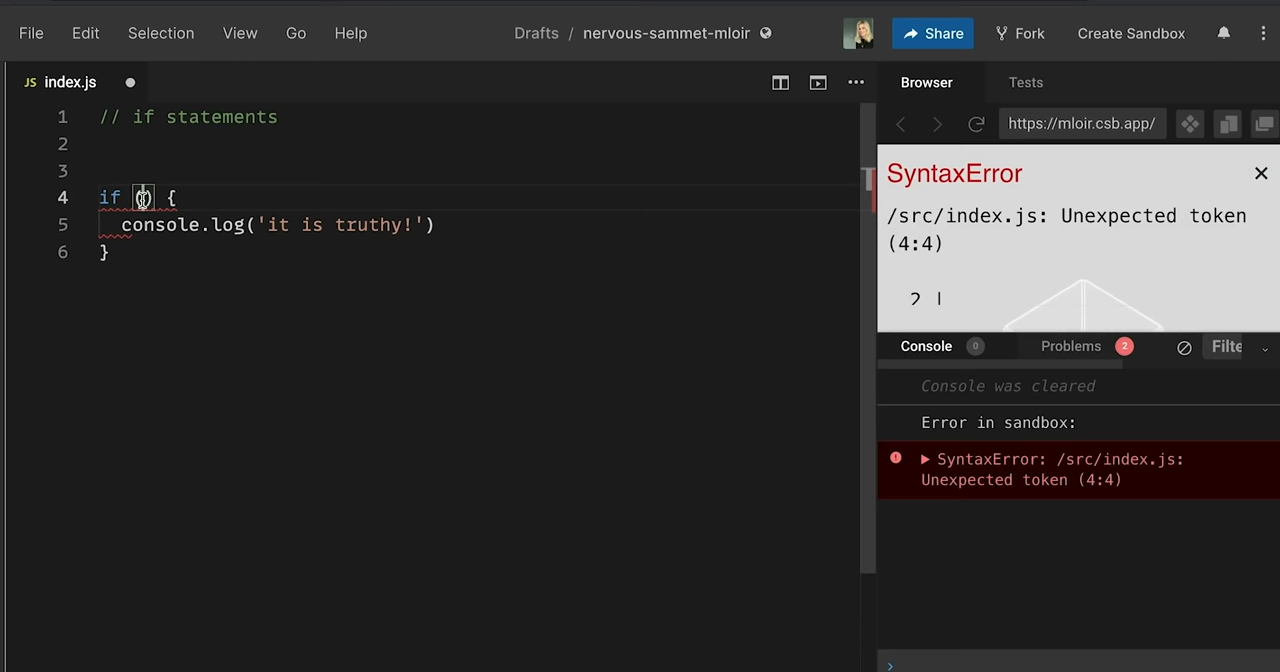 File Edit Selection View Go Help Drafts / nervous-sammet-mloir Share Fork Create Sandbox
JS index.js
1 // if statements
2
3
4 if () {
5 console.log('it is truthy!')
6 }
Browser Tests
https://mloir.csb.app/
SyntaxError
/src/index.js: Unexpected token
(4:4)
2 |
Console 0 Problems 2 Filte
Console was cleared
Error in sandbox:
SyntaxError: /src/index.js:
Unexpected token (4:4)